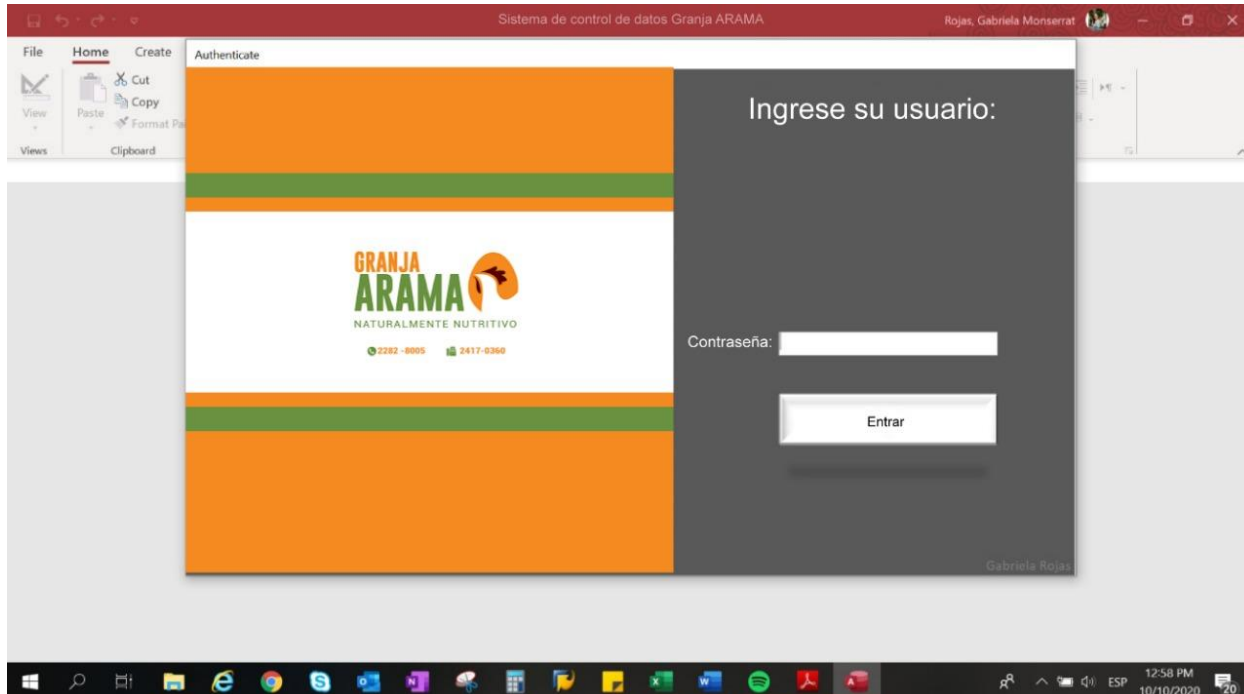 Sistema de control de datos Granja ARAMA
Rojas, Gabriela Monserrat
File Home Create
Authenticate
View
Paste
Cut
Copy
Format
Views
Clipboard
Ingrese su usuario:
GRANJA
ARAMA
NATURALMENTE NUTRITIVO
2282 -8005 2417-0360
Contraseña:
Entrar
Gabriela Rojas
ESP
12:58 PM
10/10/2020
20